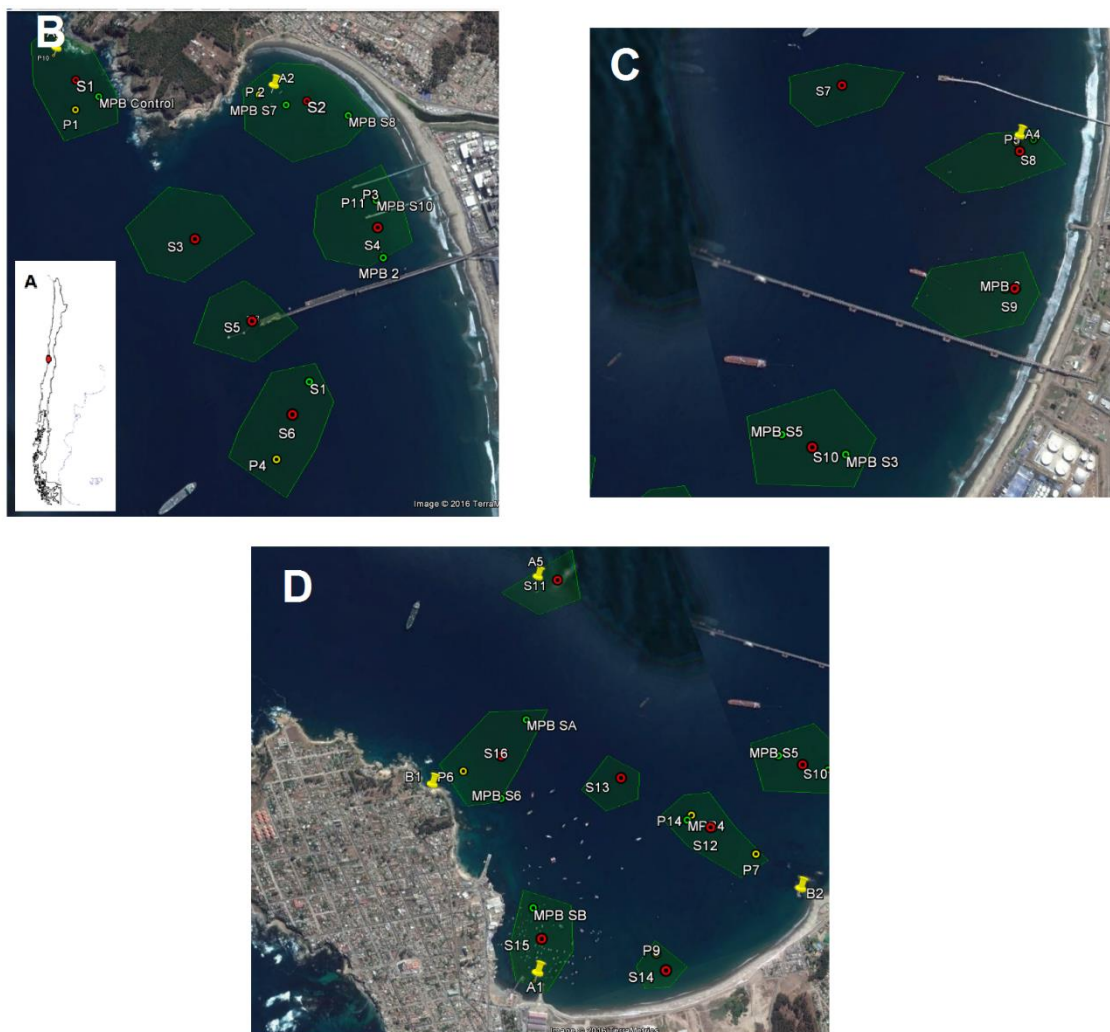 B
P10
S1
MPB Control
P1
A2
P 2
MPB S7
S2
MPB S8
P3
P11
MPB S10
S4
MPB 2
S3
S5
S1
S6
P4
A
Image © 2016 TerraM
C
S7
A4
P5
S8
S9
MPB S5
S10
MPB S3
D
A5
S11
MPB SA
S16
B1
P6
MPB S6
S13
MPB S5
S10
P14
S12
P7
B2
MPB SB
S15
A1
P9
S14